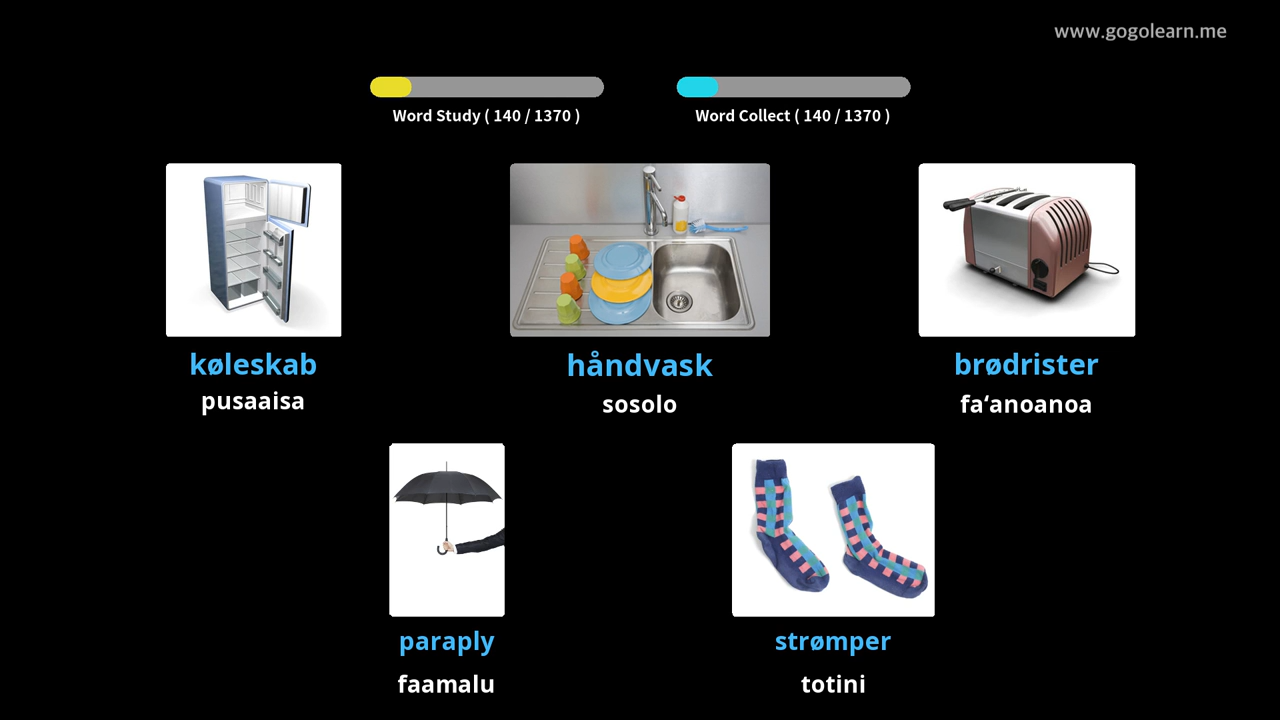 www.gogolearn.me
Word Study ( 140 / 1370 )
Word Collect ( 140 / 1370 )
køleskab
pusaaisa
håndvask
sosolo
brødrister
fa‘anoanoa
paraply
faamalu
strømper
totini